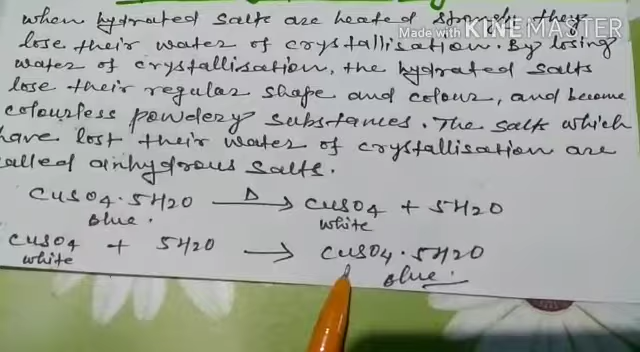 when hydrated salts are heated strongly they
Made with KINEMASTER
lose their water of crystallisation. By losing
water of crystallisation, the hydrated salts
lose their regular shape and colour, and become
colourless powdery substances. The salts which
have lost their water of crystallisation are
called anhydrous salts.
CuSO4·5H2O —Δ→ CuSO4 + 5H2O
Blue. white
CuSO4 + 5H2O → CuSO4·5H2O
white Blue.